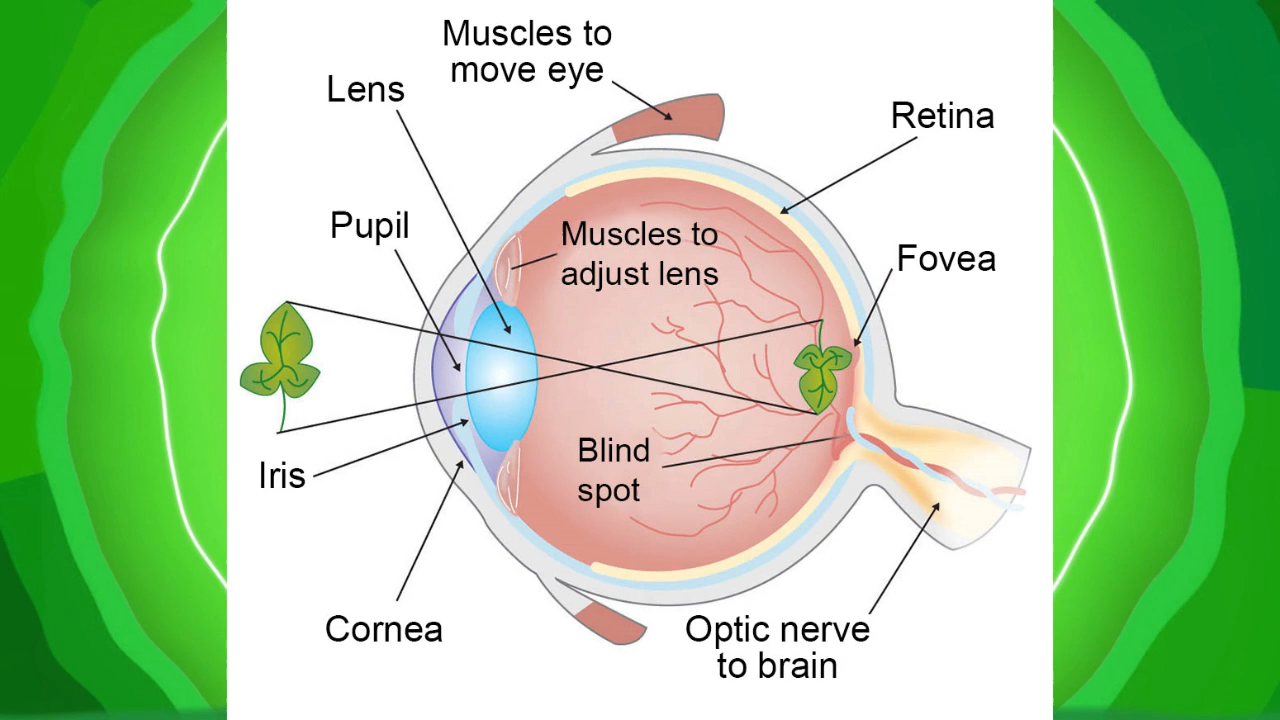 Muscles to
move eye
Lens
Retina
Pupil
Muscles to
adjust lens
Fovea
Blind
spot
Iris
Cornea
Optic nerve
to brain